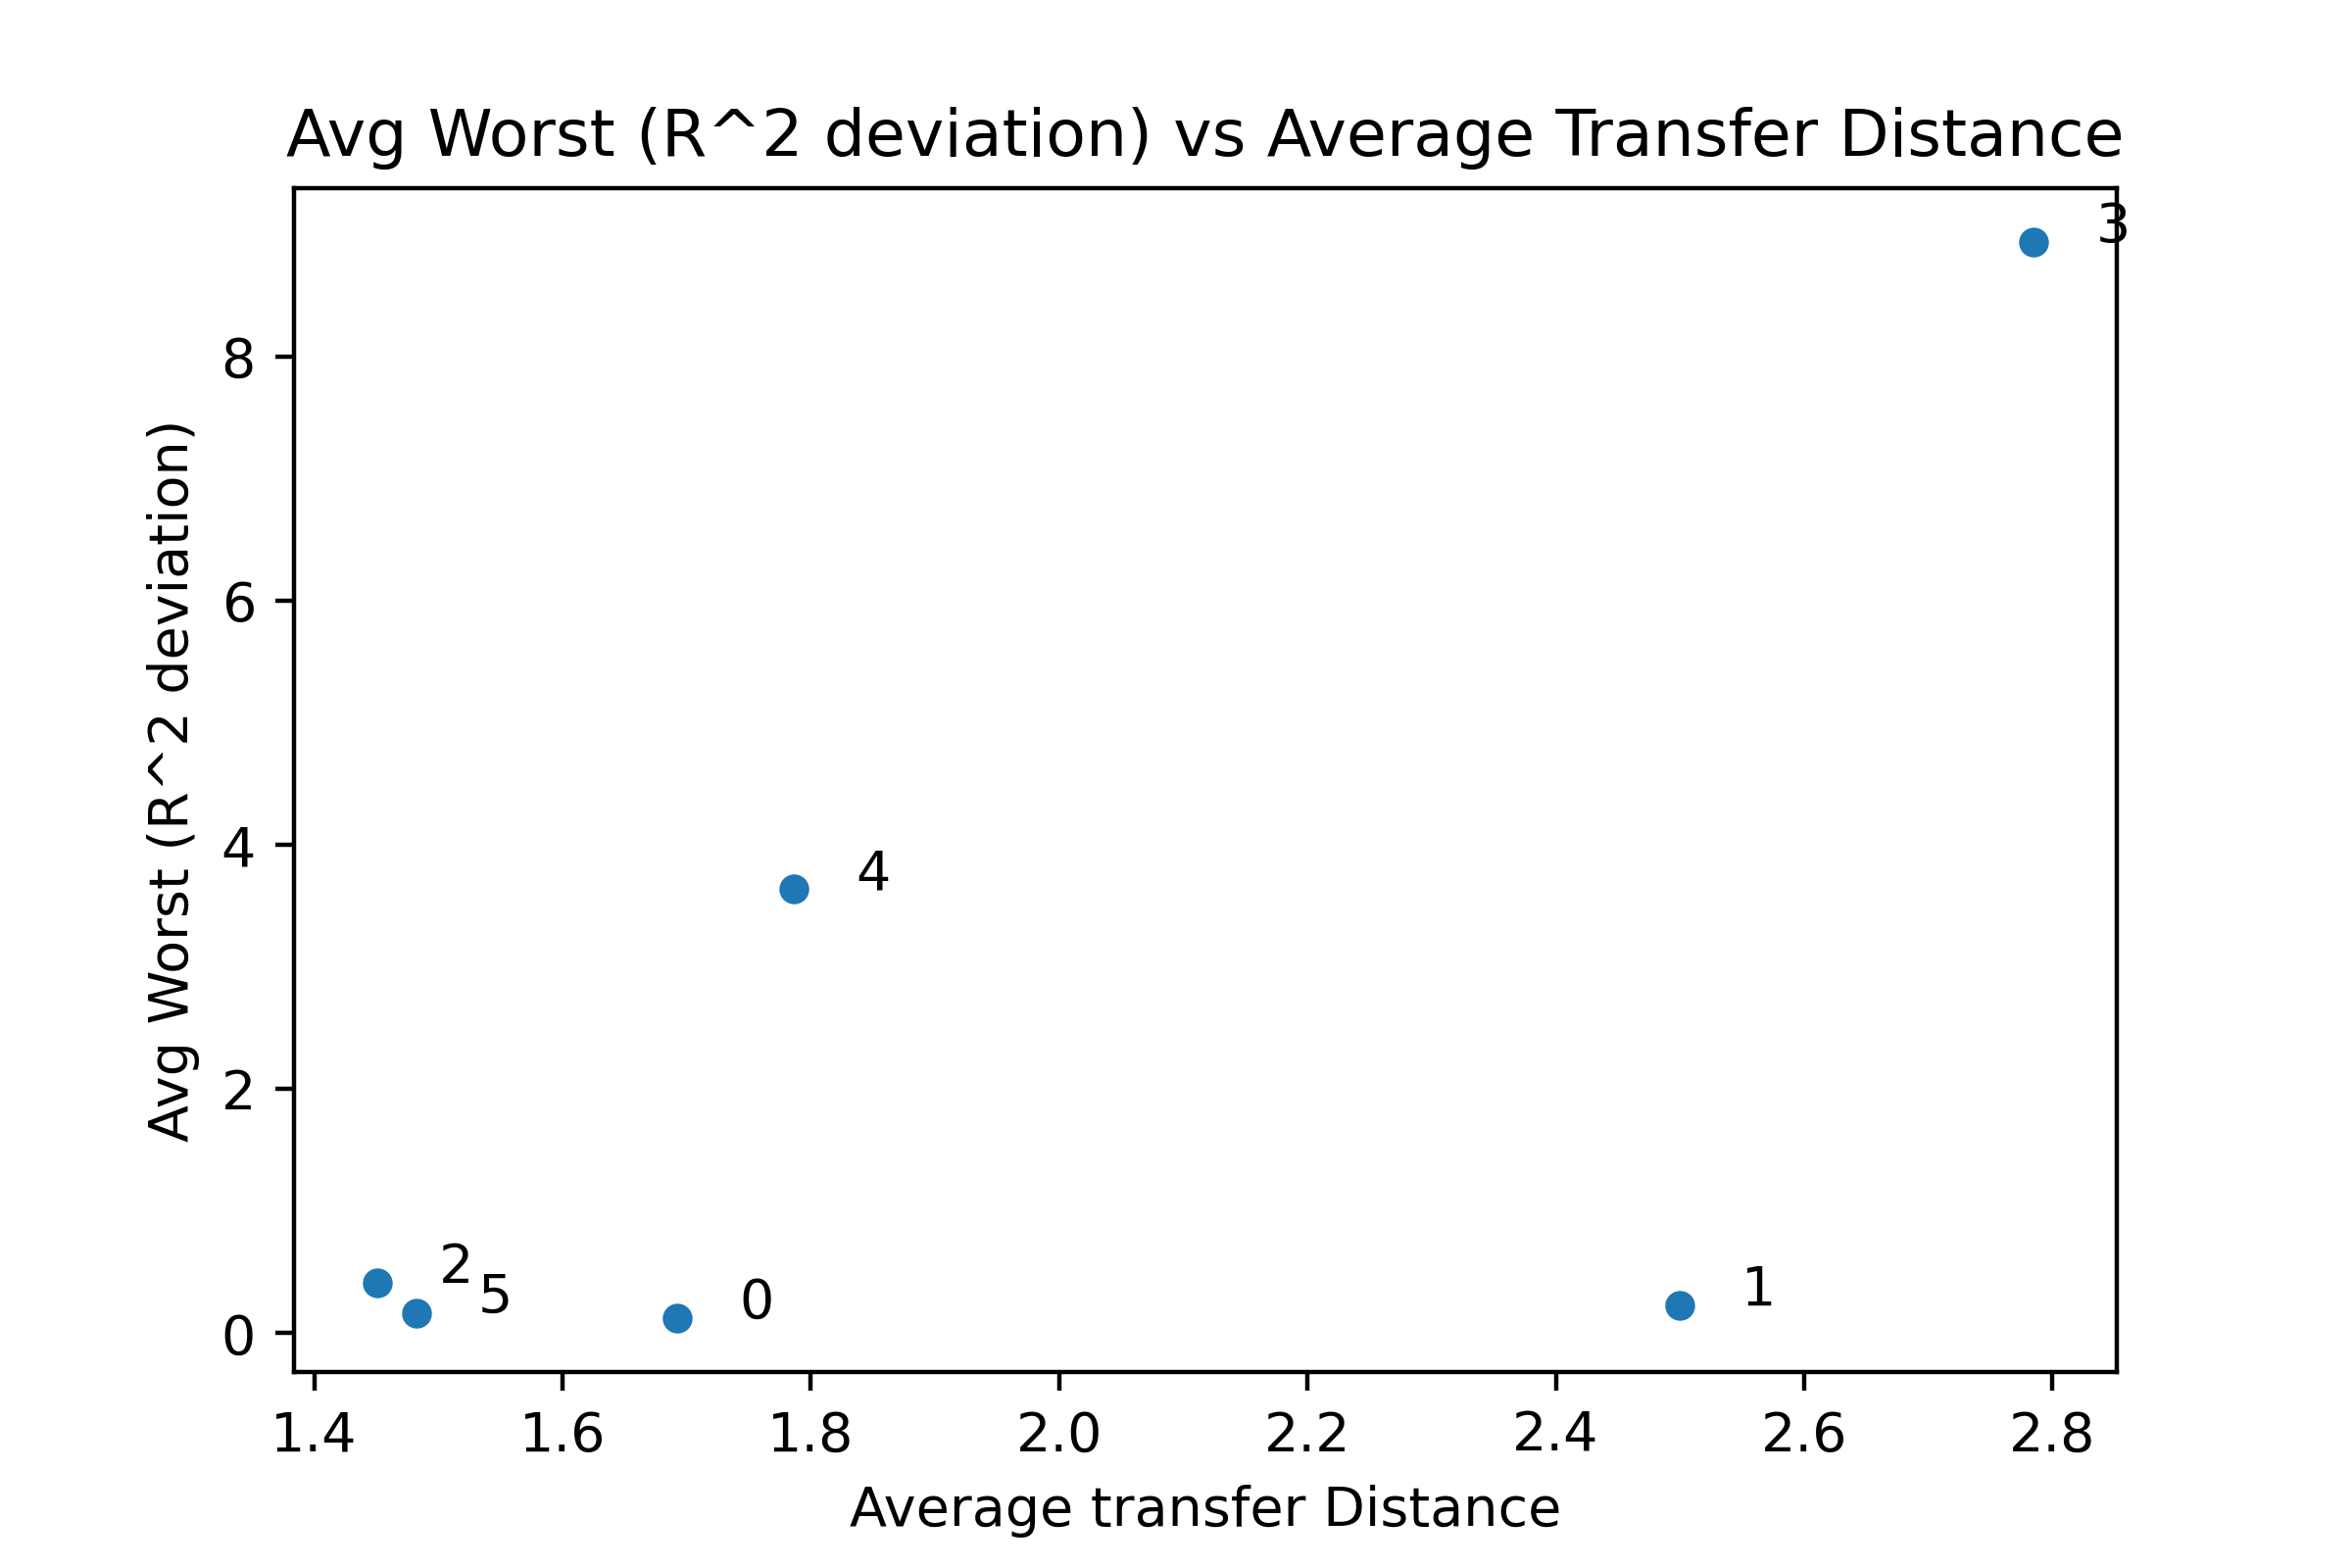 Avg Worst (R^2 deviation) vs Average Transfer Distance
3
8
6
4
4
2
2
5
0
1
0
1.4 1.6 1.8 2.0 2.2 2.4 2.6 2.8
Average transfer Distance
Avg Worst (R^2 deviation)